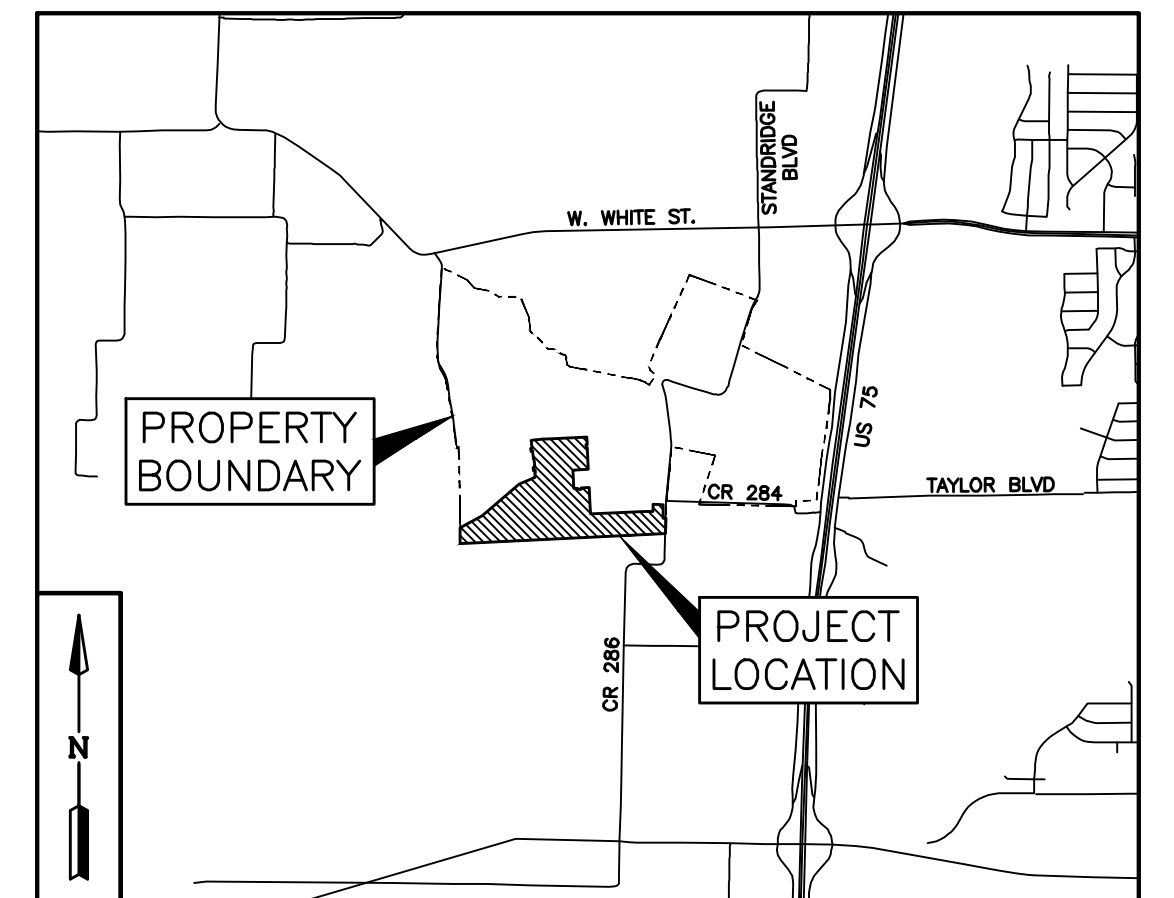 STANDRIDGE
BLVD
W. WHITE ST.
PROPERTY
BOUNDARY
US 75
CR 284
TAYLOR BLVD
PROJECT
LOCATION
CR 286
N